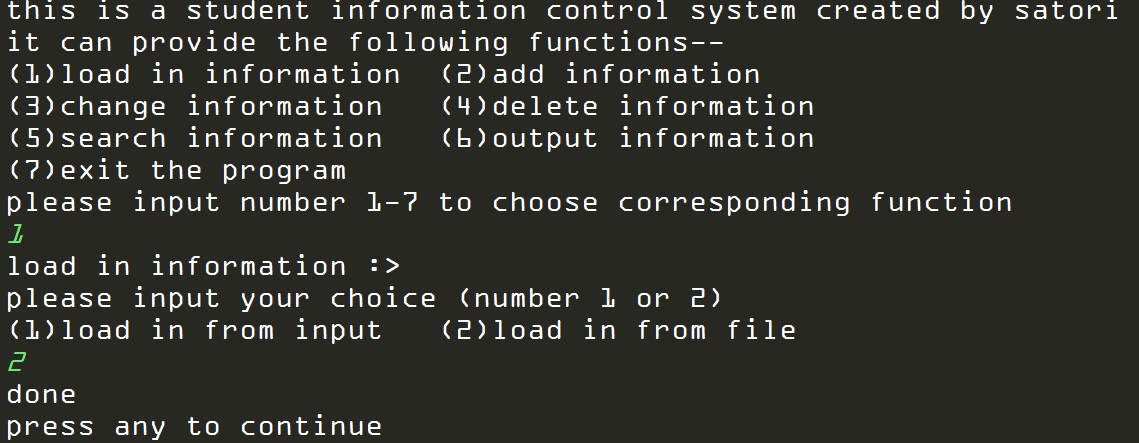 this is a student information control system created by satori
it can provide the following functions--
(1)load in information  (2)add information
(3)change information   (4)delete information
(5)search information   (6)output information
(7)exit the program
please input number 1-7 to choose corresponding function
1
load in information :>
please input your choice (number 1 or 2)
(1)load in from input   (2)load in from file
2
done
press any to continue